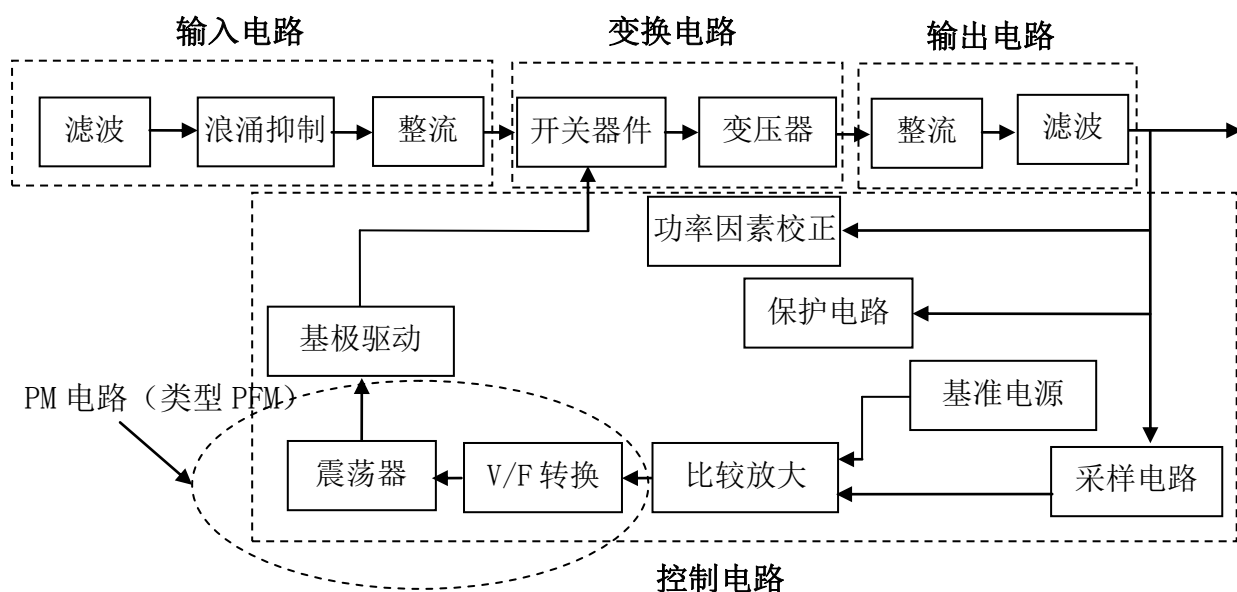 输入电路 变换电路 输出电路
滤波 浪涌抑制 整流 开关器件 变压器 整流 滤波
功率因素校正
保护电路
基极驱动
PM 电路（类型 PFM） 基准电源
震荡器 V/F 转换 比较放大 采样电路
控制电路